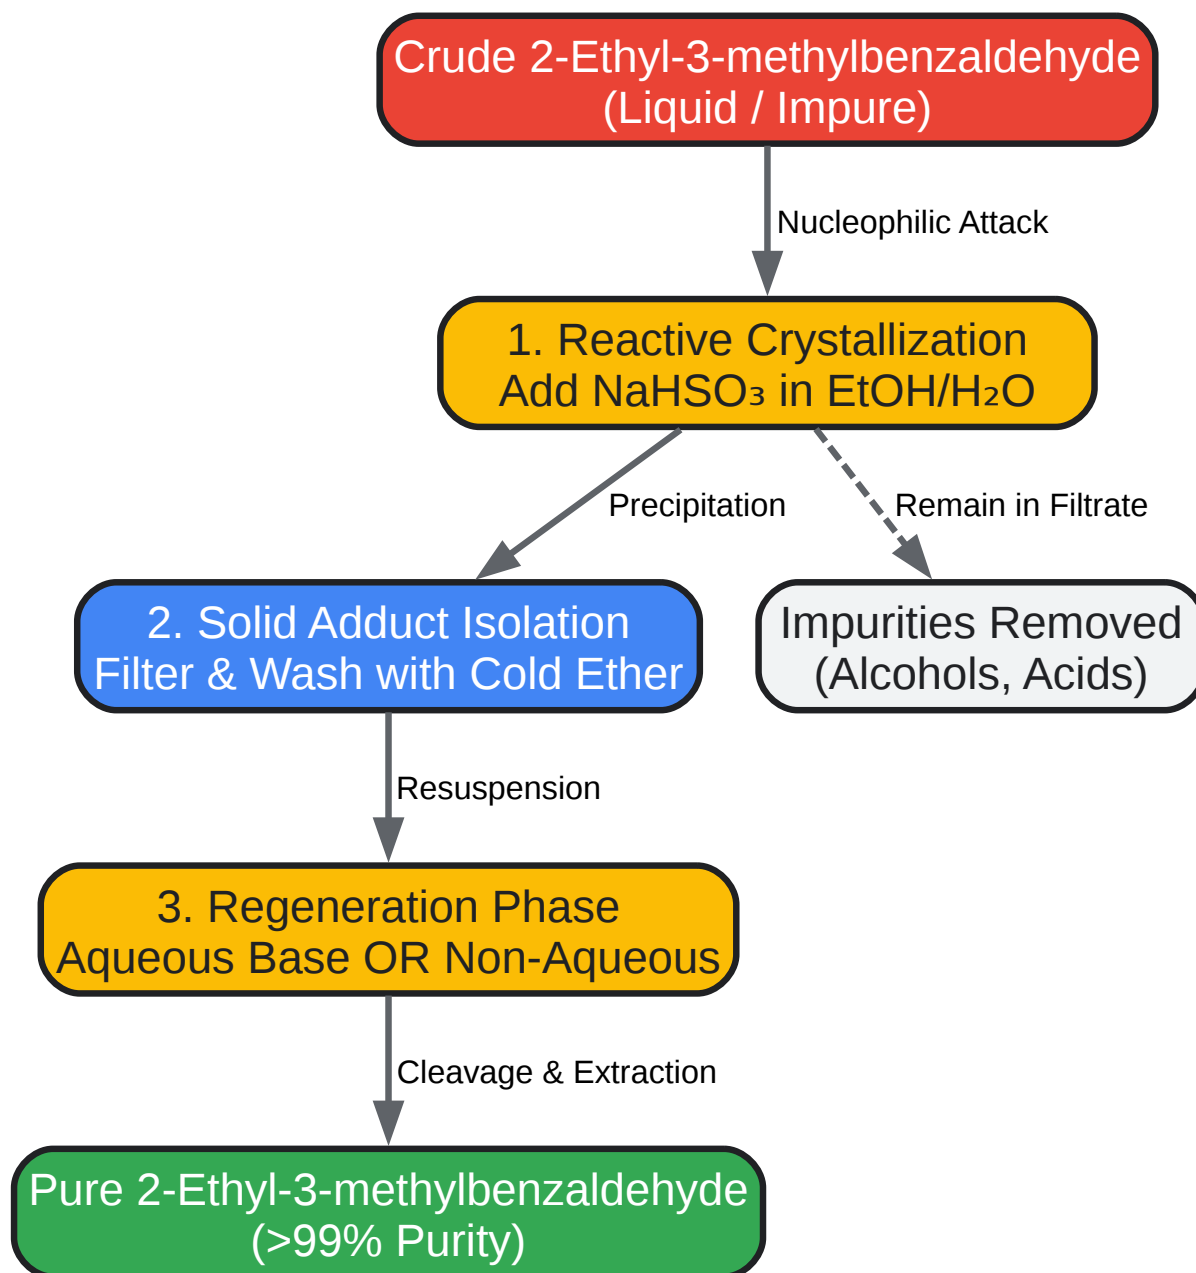 Crude 2-Ethyl-3-methylbenzaldehyde
(Liquid / Impure)
Nucleophilic Attack
1. Reactive Crystallization
Add NaHSO₃ in EtOH/H₂O
Precipitation
Remain in Filtrate
2. Solid Adduct Isolation
Filter & Wash with Cold Ether
Impurities Removed
(Alcohols, Acids)
Resuspension
3. Regeneration Phase
Aqueous Base OR Non-Aqueous
Cleavage & Extraction
Pure 2-Ethyl-3-methylbenzaldehyde
(>99% Purity)